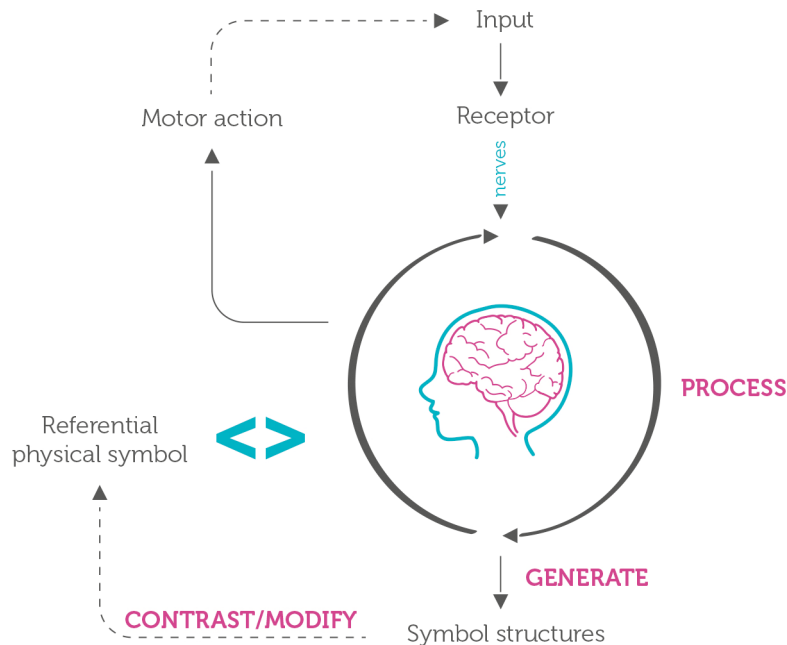 Input
Motor action
Receptor
nerves
PROCESS
Referential
physical symbol
<>
GENERATE
CONTRAST/MODIFY
Symbol structures